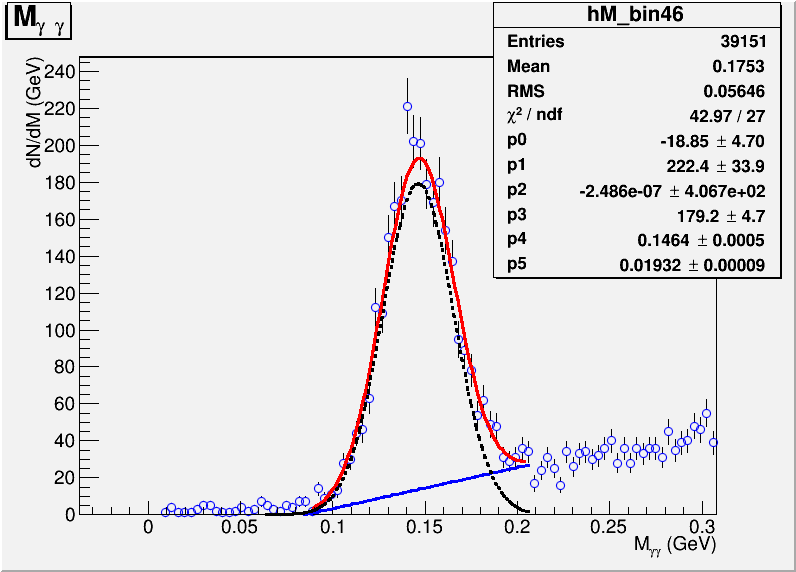 M γ γ
hM_bin46
Entries 39151
Mean 0.1753
RMS 0.05646
χ² / ndf 42.97 / 27
p0 -18.85 ± 4.70
p1 222.4 ± 33.9
p2 -2.486e-07 ± 4.067e+02
p3 179.2 ± 4.7
p4 0.1464 ± 0.0005
p5 0.01932 ± 0.00009
dN/dM (GeV)
240
220
200
180
160
140
120
100
80
60
40
20
0
0 0.05 0.1 0.15 0.2 0.25 0.3
Mγγ (GeV)